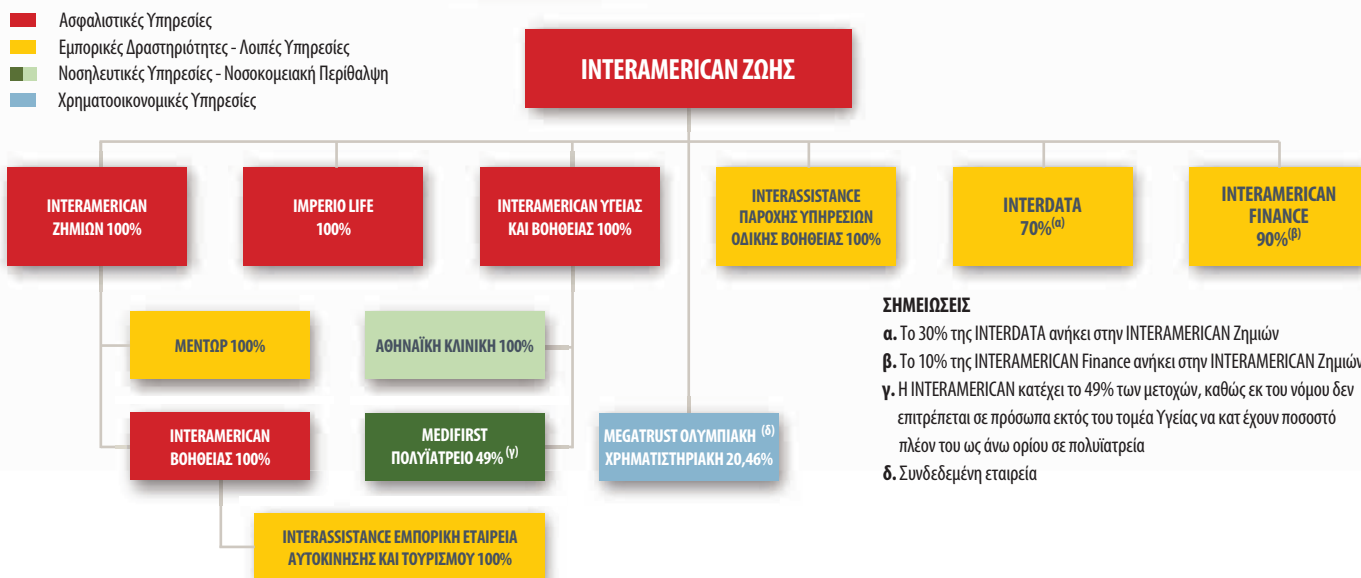 Ασφαλιστικές Υπηρεσίες
Εμπορικές Δραστηριότητες - Λοιπές Υπηρεσίες
Νοσηλευτικές Υπηρεσίες - Νοσοκομειακή Περίθαλψη
Χρηματοοικονομικές Υπηρεσίες
INTERAMERICAN ΖΩΗΣ
INTERAMERICAN
ΖΗΜΙΩΝ 100%
IMPERIO LIFE
100%
INTERAMERICAN ΥΓΕΙΑΣ
ΚΑΙ ΒΟΗΘΕΙΑΣ 100%
INTERASSISTANCE
ΠΑΡΟΧΗΣ ΥΠΗΡΕΣΙΩΝ
ΟΔΙΚΗΣ ΒΟΗΘΕΙΑΣ 100%
INTERDATA
70%(α)
INTERAMERICAN
FINANCE
90%(β)
ΜΕΝΤΩΡ 100%
ΑΘΗΝΑΪΚΗ ΚΛΙΝΙΚΗ 100%
INTERAMERICAN
ΒΟΗΘΕΙΑΣ 100%
MEDIFIRST
ΠΟΛΥΪΑΤΡΕΙΟ 49% (γ)
MEGATRUST ΟΛΥΜΠΙΑΚΗ (δ)
ΧΡΗΜΑΤΙΣΤΗΡΙΑΚΗ 20,46%
INTERASSISTANCE ΕΜΠΟΡΙΚΗ ΕΤΑΙΡΕΙΑ
ΑΥΤΟΚΙΝΗΣΗΣ ΚΑΙ ΤΟΥΡΙΣΜΟΥ 100%
ΣΗΜΕΙΩΣΕΙΣ
α. Το 30% της INTERDATA ανήκει στην INTERAMERICAN Ζημιών
β. Το 10% της INTERAMERICAN Finance ανήκει στην INTERAMERICAN Ζημιών
γ. Η INTERAMERICAN κατέχει το 49% των μετοχών, καθώς εκ του νόμου δεν
επιτρέπεται σε πρόσωπα εκτός του τομέα Υγείας να κατ έχουν ποσοστό
πλέον του ως άνω ορίου σε πολυϊατρεία
δ. Συνδεδεμένη εταιρεία